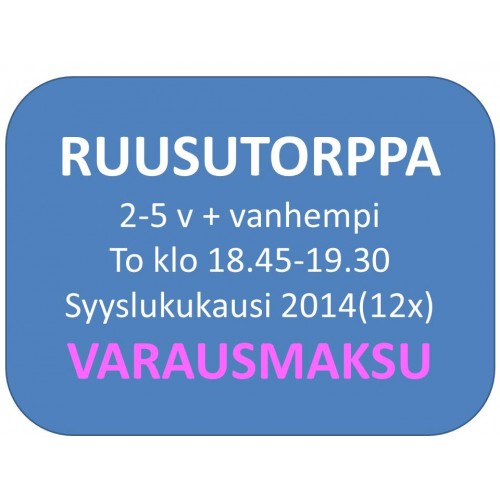 RUUSUTORPPA
2-5 v + vanhempi
To klo 18.45-19.30
Syyslukukausi 2014(12x)
VARAUSMAKSU